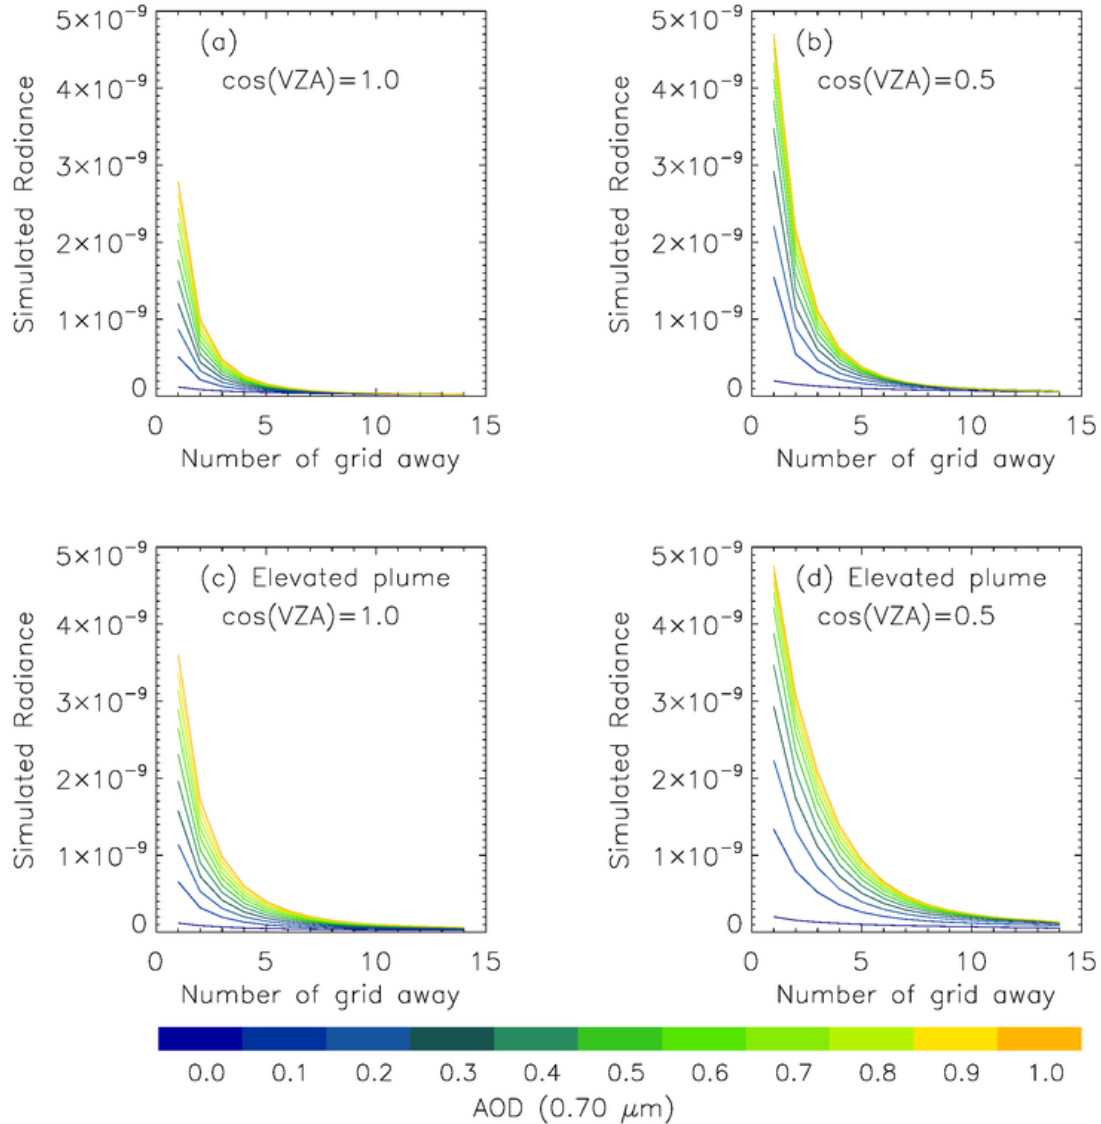 (a)
cos(VZA)=1.0
5×10⁻⁹
4×10⁻⁹
3×10⁻⁹
2×10⁻⁹
1×10⁻⁹
0
Simulated Radiance
0 5 10 15
Number of grid away
(b)
cos(VZA)=0.5
5×10⁻⁹
4×10⁻⁹
3×10⁻⁹
2×10⁻⁹
1×10⁻⁹
0
Simulated Radiance
0 5 10 15
Number of grid away
(c) Elevated plume
cos(VZA)=1.0
5×10⁻⁹
4×10⁻⁹
3×10⁻⁹
2×10⁻⁹
1×10⁻⁹
0
Simulated Radiance
0 5 10 15
Number of grid away
(d) Elevated plume
cos(VZA)=0.5
5×10⁻⁹
4×10⁻⁹
3×10⁻⁹
2×10⁻⁹
1×10⁻⁹
0
Simulated Radiance
0 5 10 15
Number of grid away
0.0 0.1 0.2 0.3 0.4 0.5 0.6 0.7 0.8 0.9 1.0
AOD (0.70 μm)